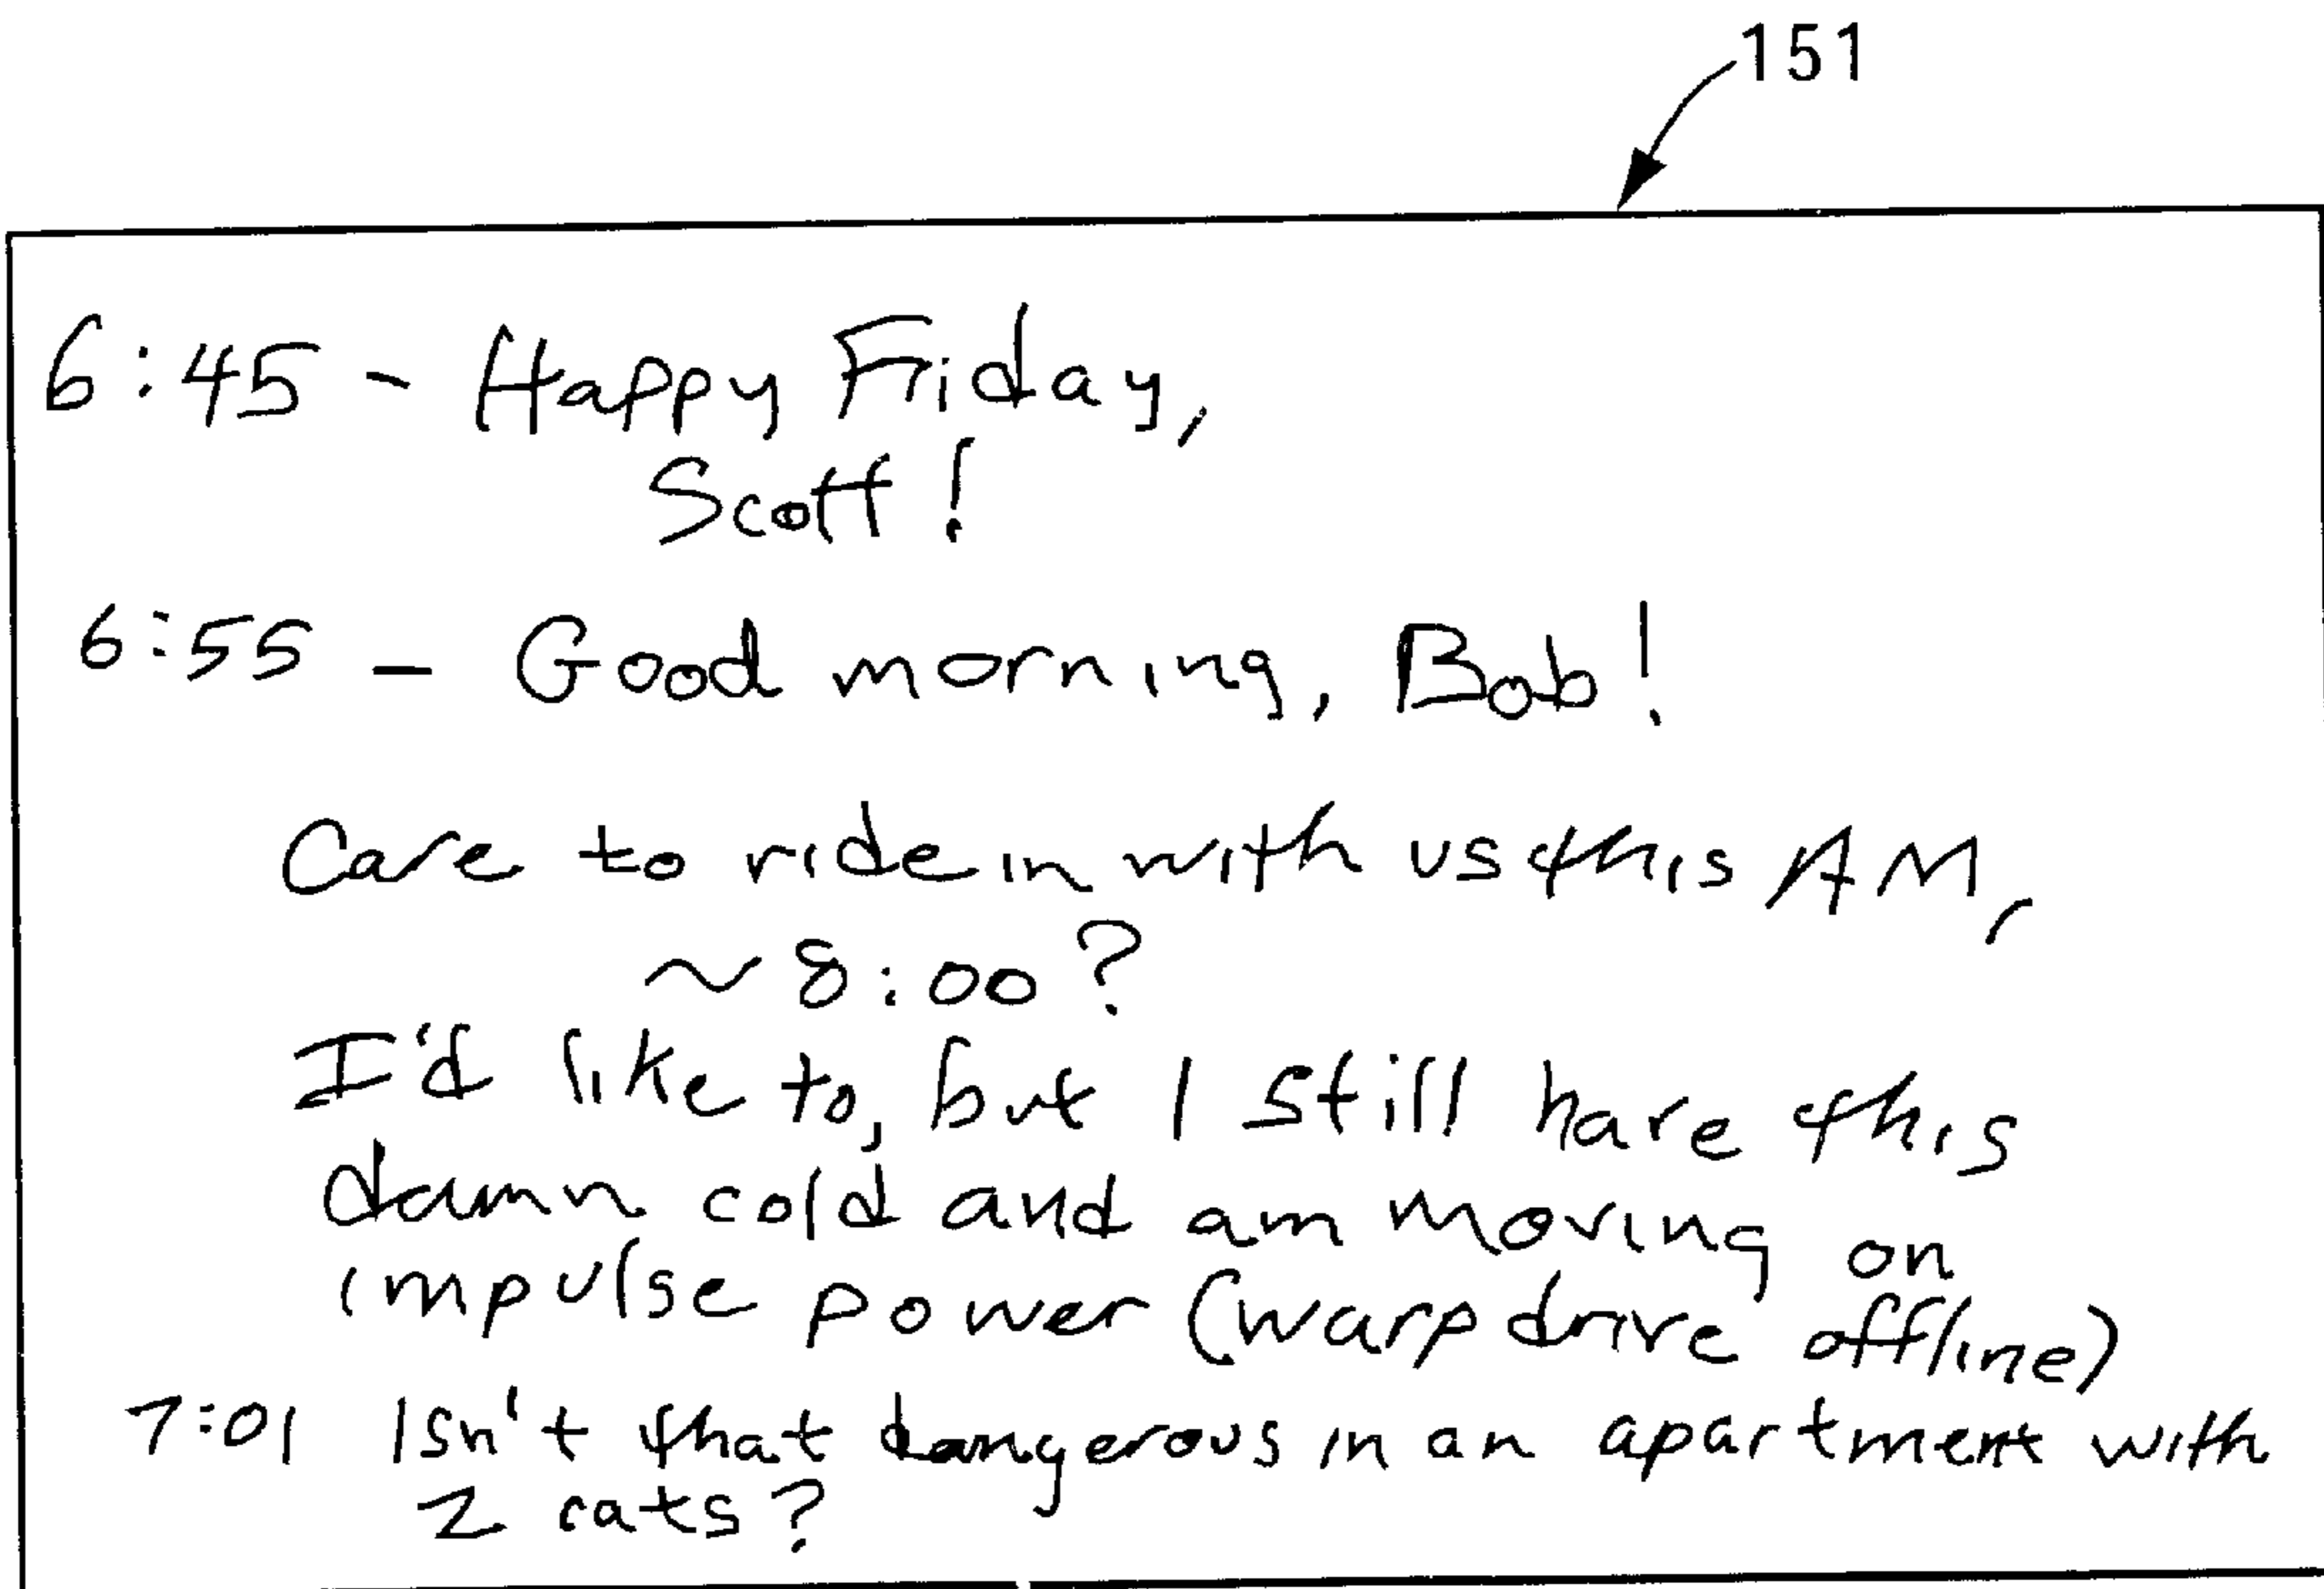 151
6:45 - Happy Friday,
Scott!
6:55 - Good morning, Bob!
Care to ride in with us this AM,
~ 8:00?
I'd like to, but I still have this
damn cold and am moving on
impulse power (warp drive offline)
7:01 Isn't that dangerous in an apartment with
2 cats?